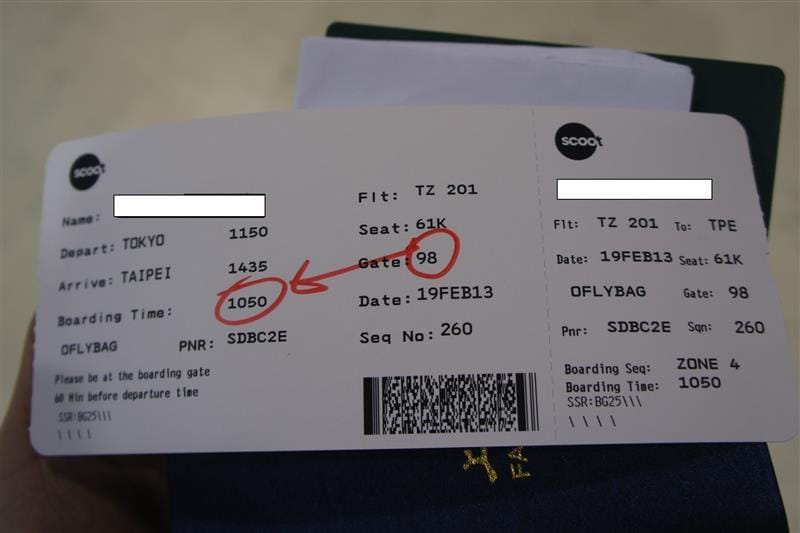 scoot
Name:
Depart: TOKYO 1150
Arrive: TAIPEI 1435
Boarding Time: 1050
OFLYBAG PNR: SDBC2E
Please be at the boarding gate
60 Min before departure time
SSR:BG25\\\
\ \ \ \
Flt: TZ 201
Seat: 61K
Gate: 98
Date: 19FEB13
Seq No: 260
scoot
Flt: TZ 201 To: TPE
Date: 19FEB13 Seat: 61K
OFLYBAG Gate: 98
Pnr: SDBC2E Sqn: 260
Boarding Seq: ZONE 4
Boarding Time: 1050
SSR:BG25\\\
\ \ \ \
FA